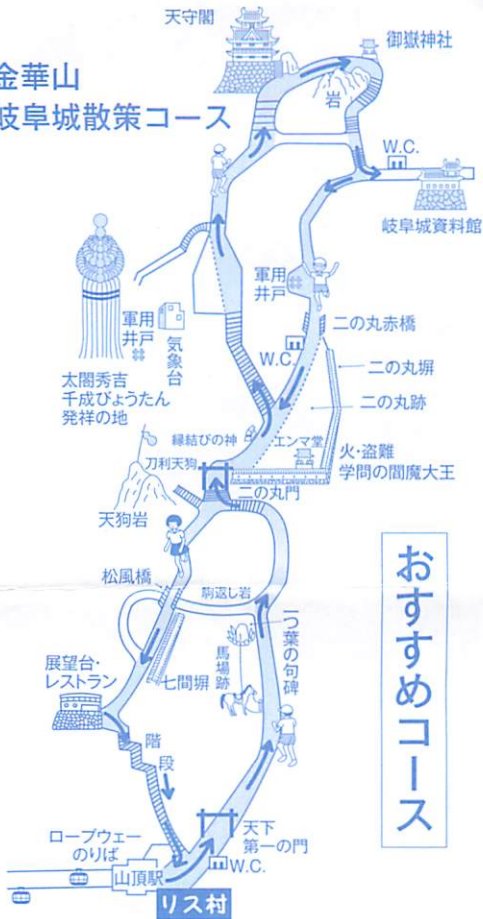 天守閣
御嶽神社
金華山
岐阜城散策コース
岩
W.C.
岐阜城資料館
軍用
井戸
軍用
井戸
気象台
二の丸赤橋
W.C.
二の丸塀
太閤秀吉
千成びょうたん
発祥の地
二の丸跡
縁結びの神
エンマ堂
火・盗難
学問の閻魔大王
刀利天狗
二の丸門
天狗岩
おすすめコース
松風橋
駒返し岩
一つ葉の句碑
馬場跡
展望台・
レストラン
七間塀
階段
ロープウェー
のりば
天下
第一の門
山頂駅
W.C.
リス村